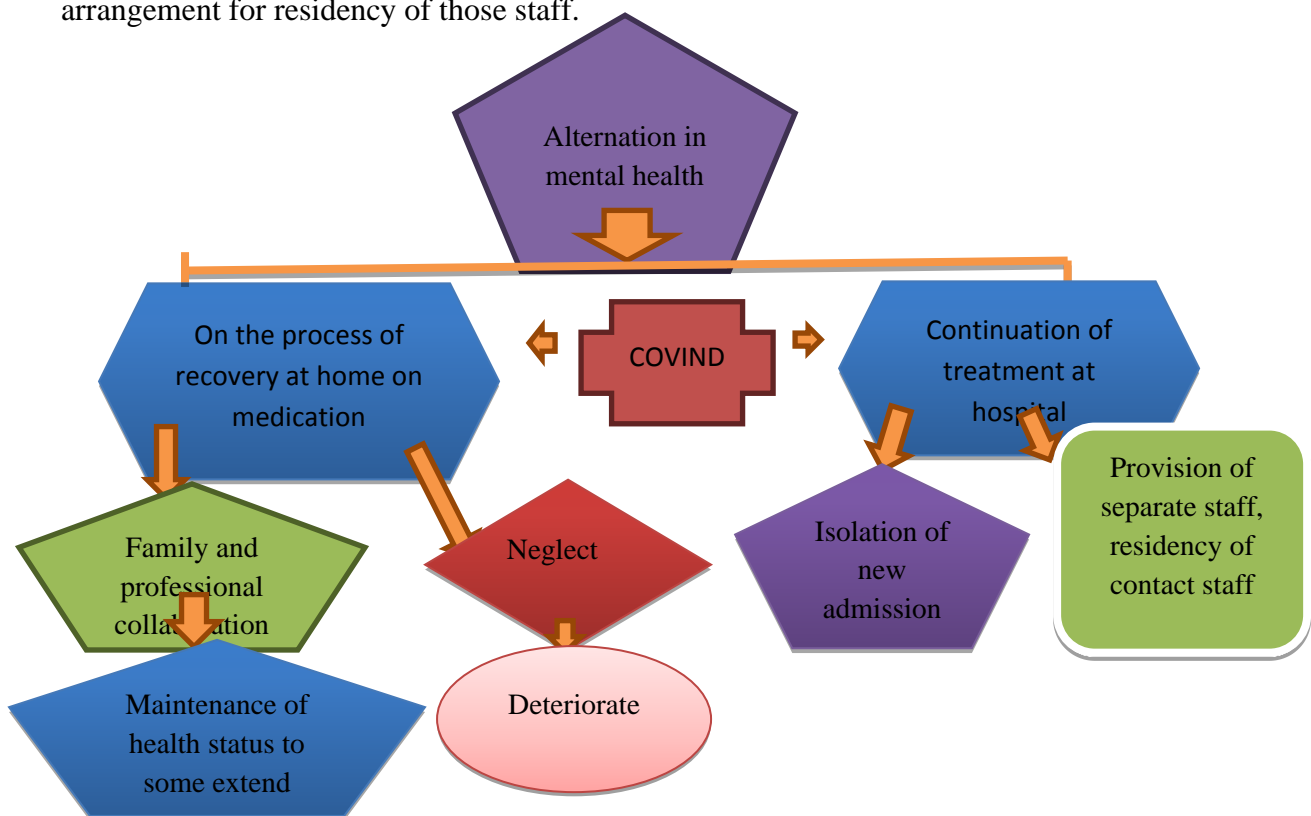 arrangement for residency of those staff.
Alternation in
mental health
On the process of
recovery at home on
medication
COVIND
Continuation of
treatment at
hospital
Family and
professional
collaboration
Neglect
Isolation of
new
admission
Provision of
separate staff,
residency of
contact staff
Maintenance of
health status to
some extend
Deteriorate